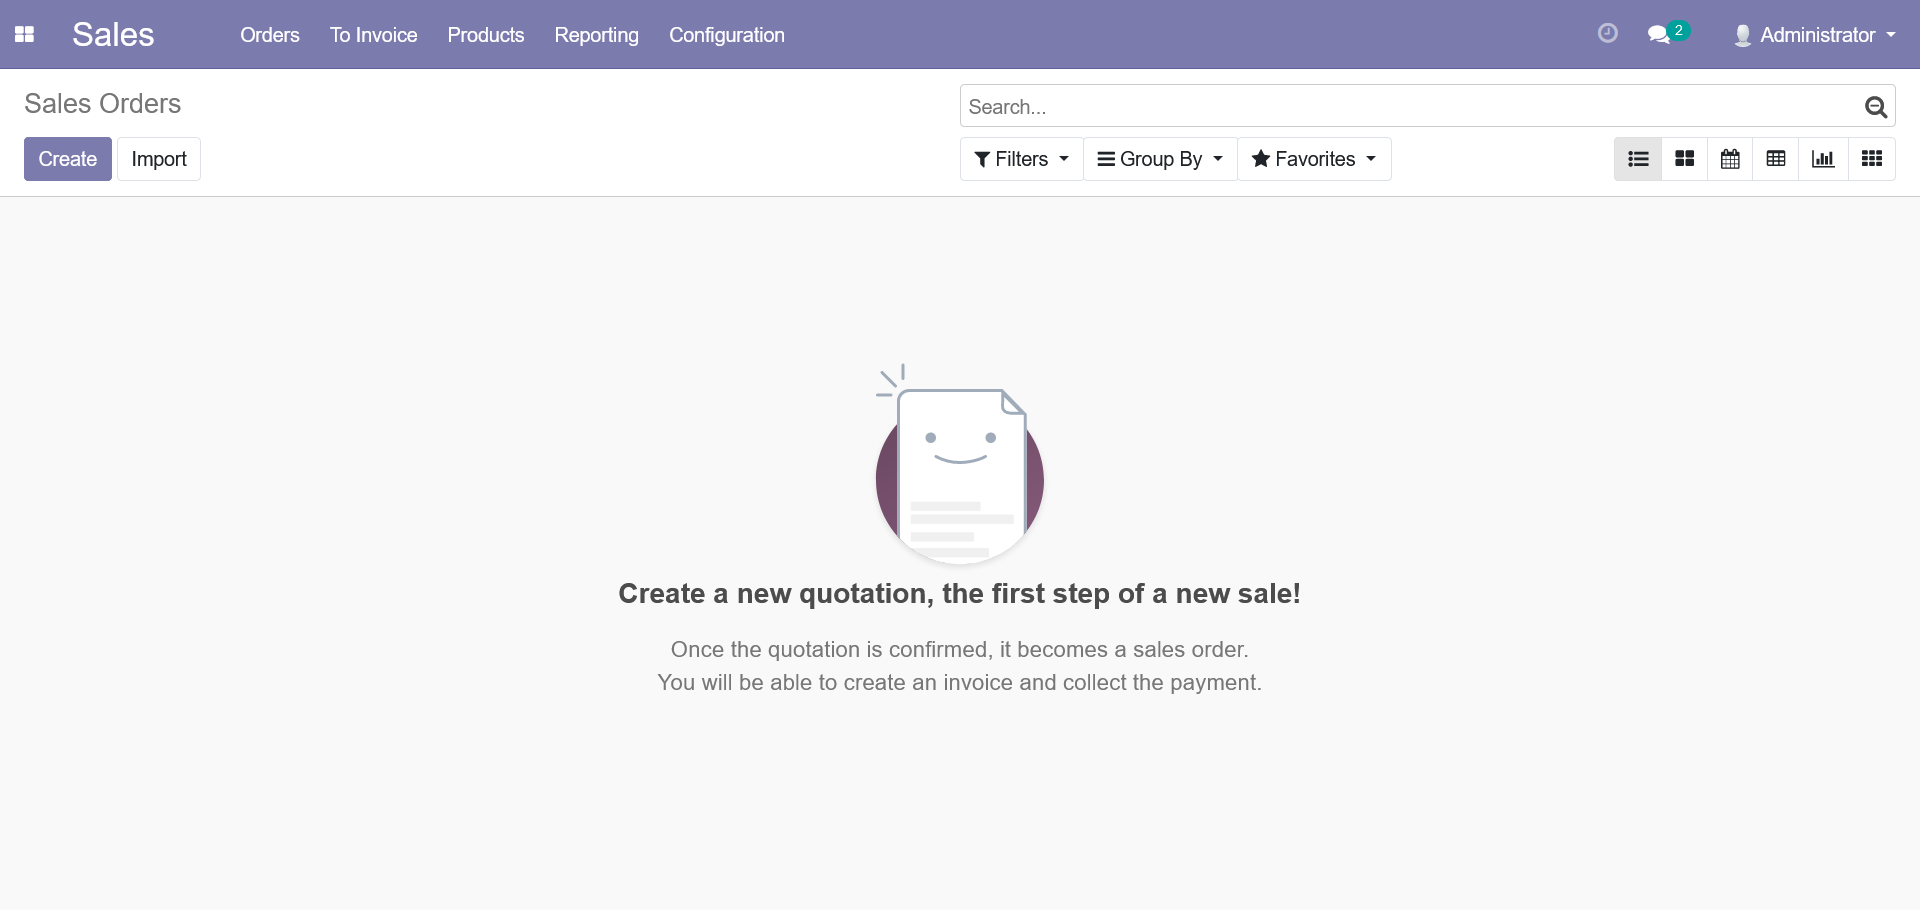 Sales Orders To Invoice Products Reporting Configuration 2 Administrator
Sales Orders
Search...
Create Import Filters Group By Favorites
Create a new quotation, the first step of a new sale!
Once the quotation is confirmed, it becomes a sales order.
You will be able to create an invoice and collect the payment.